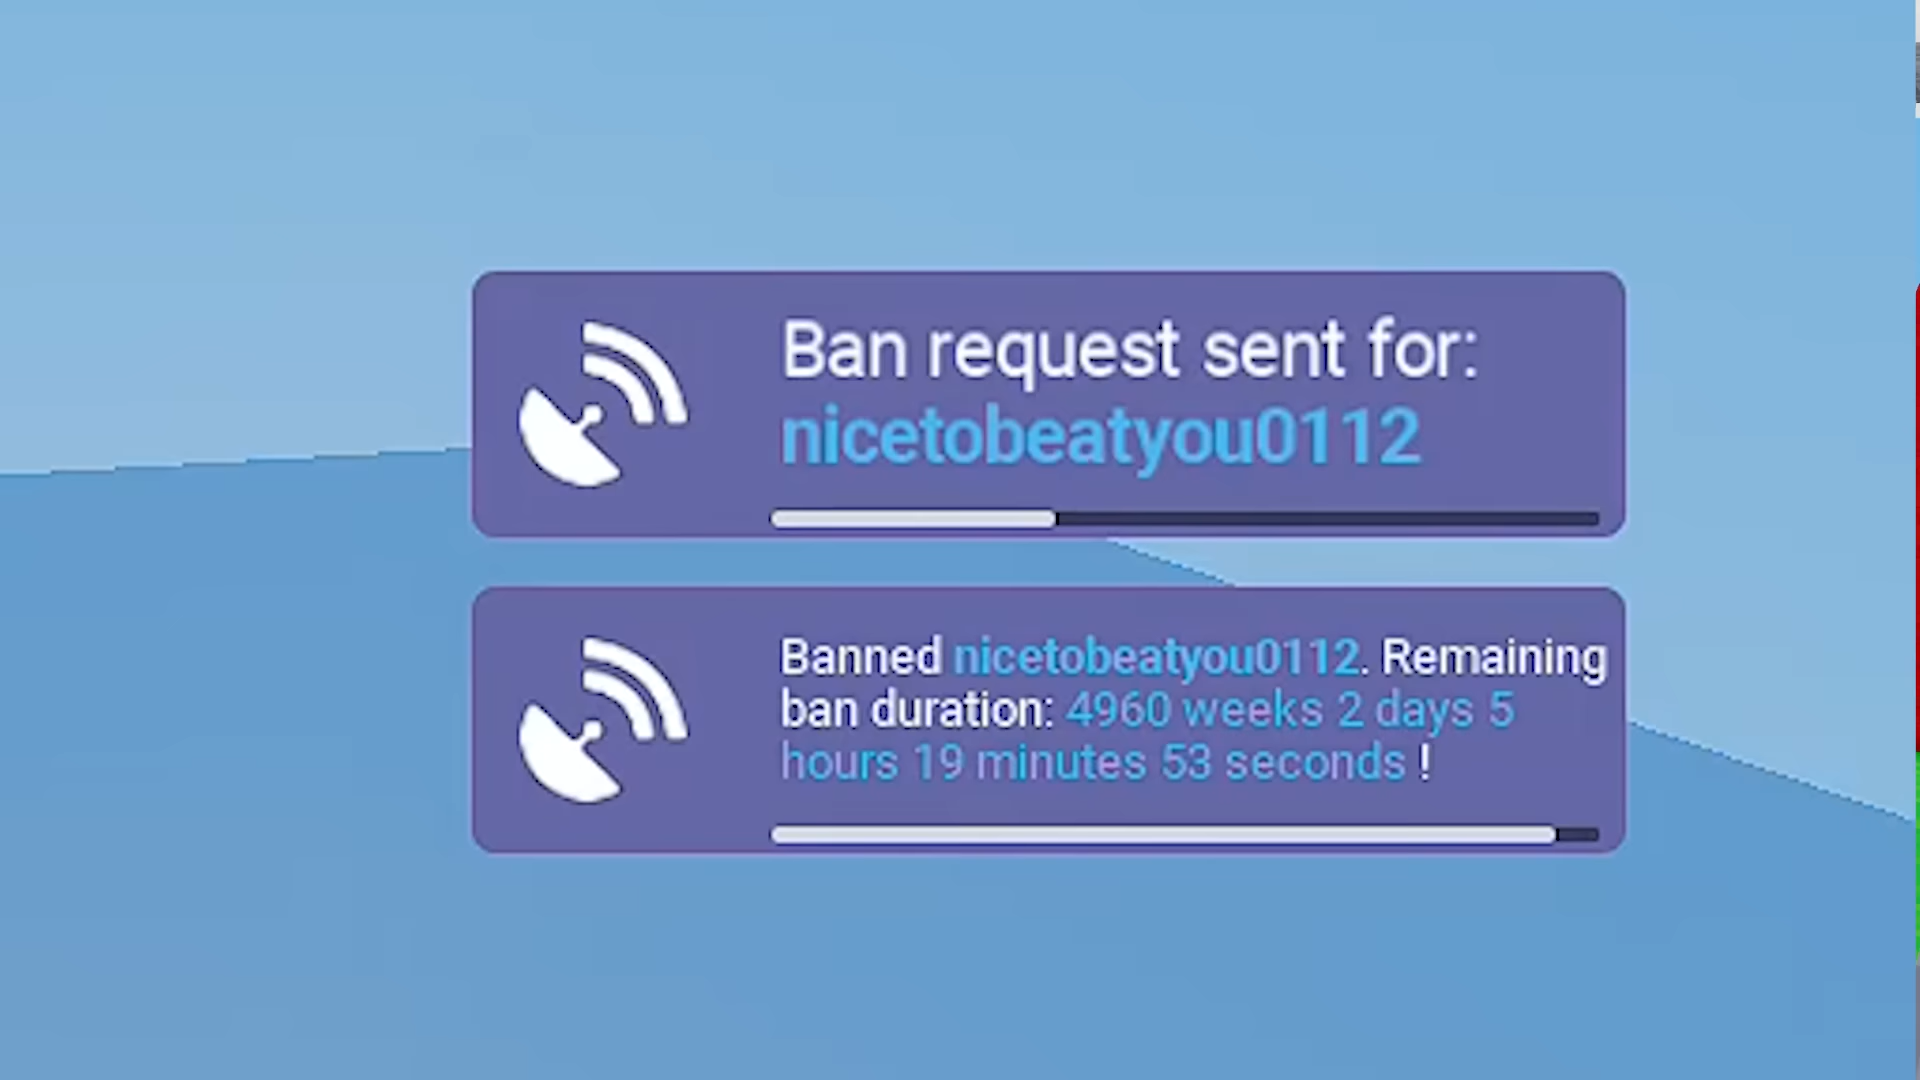 Ban request sent for:
nicetobeatyou0112
Banned nicetobeatyou0112. Remaining
ban duration: 4960 weeks 2 days 5
hours 19 minutes 53 seconds !